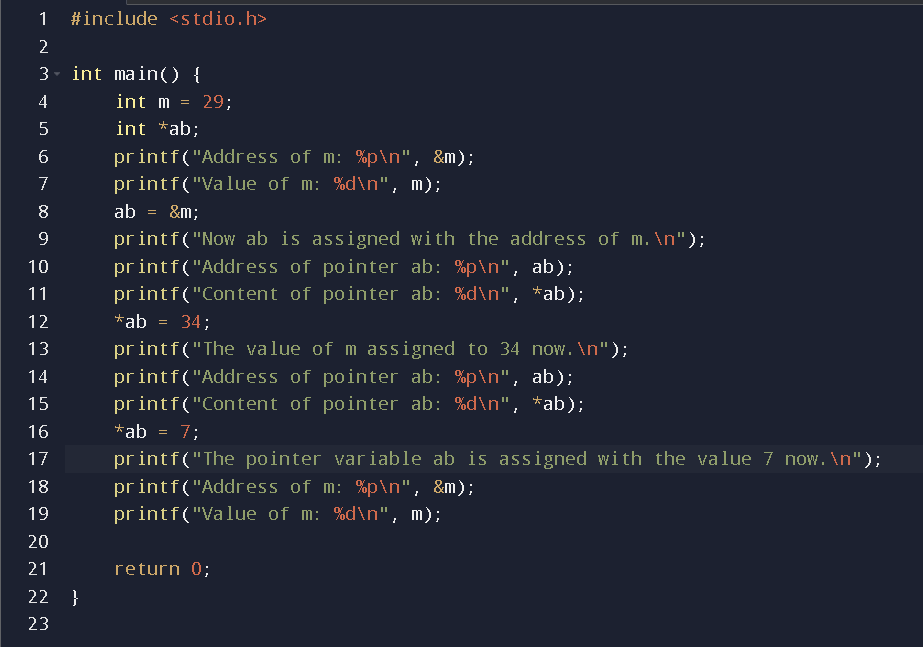 1 #include <stdio.h>
2
3 int main() {
4     int m = 29;
5     int *ab;
6     printf("Address of m: %p\n", &m);
7     printf("Value of m: %d\n", m);
8     ab = &m;
9     printf("Now ab is assigned with the address of m.\n");
10     printf("Address of pointer ab: %p\n", ab);
11     printf("Content of pointer ab: %d\n", *ab);
12     *ab = 34;
13     printf("The value of m assigned to 34 now.\n");
14     printf("Address of pointer ab: %p\n", ab);
15     printf("Content of pointer ab: %d\n", *ab);
16     *ab = 7;
17     printf("The pointer variable ab is assigned with the value 7 now.\n");
18     printf("Address of m: %p\n", &m);
19     printf("Value of m: %d\n", m);
20
21     return 0;
22 }
23